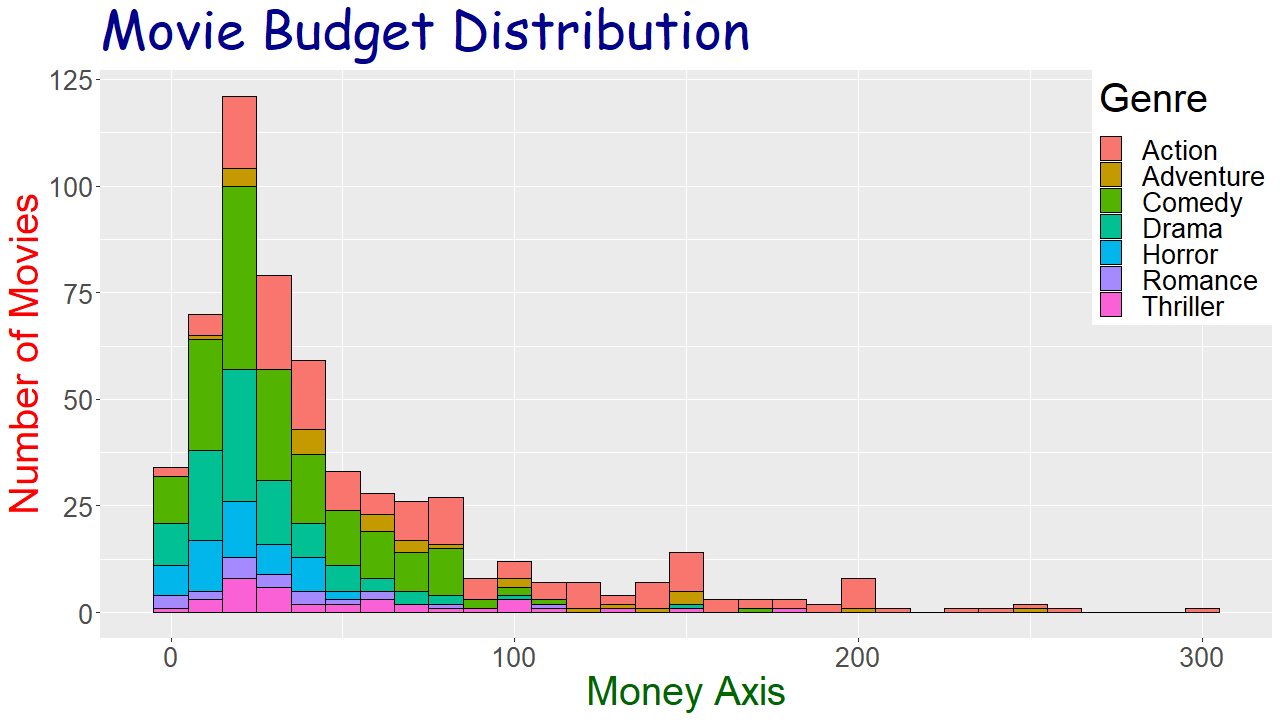 Movie Budget Distribution
Number of Movies
125
100
75
50
25
0
0 100 200 300
Money Axis
Genre
Action
Adventure
Comedy
Drama
Horror
Romance
Thriller